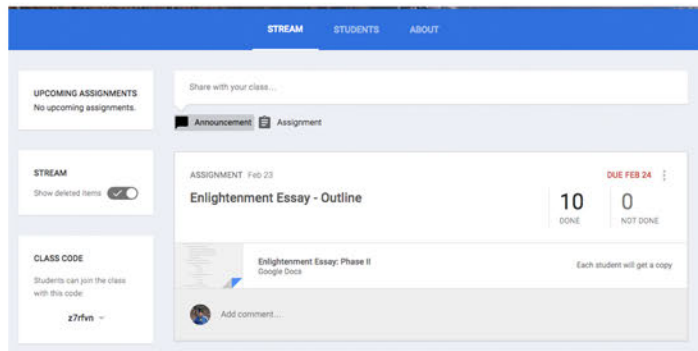 STREAM STUDENTS ABOUT
UPCOMING ASSIGNMENTS
No upcoming assignments.
Share with your class...
Announcement Assignment
STREAM
Show deleted items
ASSIGNMENT Feb 23 DUE FEB 24
Enlightenment Essay - Outline
10 0
DONE NOT DONE
CLASS CODE
Students can join the class
with this code:
z7rfvn
Enlightenment Essay: Phase II
Google Docs
Each student will get a copy
Add comment...